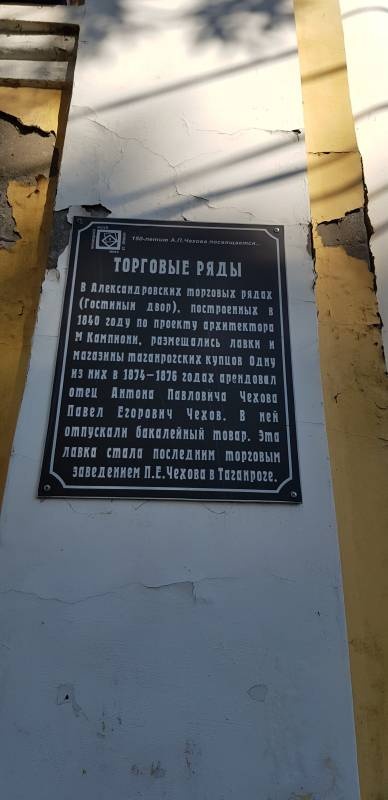 150-летию А.П.Чехова посвящается...
ТОРГОВЫЕ РЯДЫ
В Александровских торговых рядах
(Гостиный двор), построенных в
1840 году по проекту архитектора
М Кампиони, размещались лавки и
магазины таганрогских купцов Одну
из них в 1874-1876 годах арендовал
отец Антона Павловича Чехова
Павел Егорович Чехов. В ней
отпускали бакалейный товар. Эта
лавка стала последним торговым
заведением П.Е.Чехова в Таганроге.